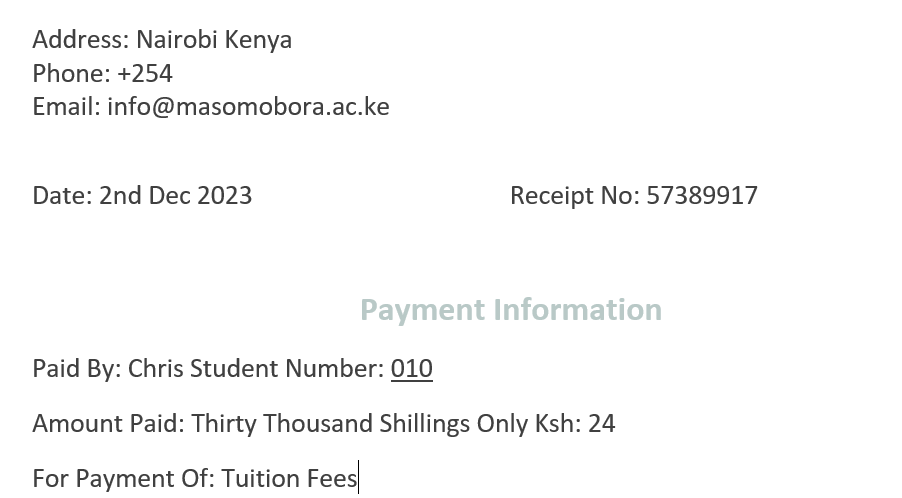 Address: Nairobi Kenya
Phone: +254
Email: info@masomobora.ac.ke
Date: 2nd Dec 2023 Receipt No: 57389917
Payment Information
Paid By: Chris Student Number: 010
Amount Paid: Thirty Thousand Shillings Only Ksh: 24
For Payment Of: Tuition Fees